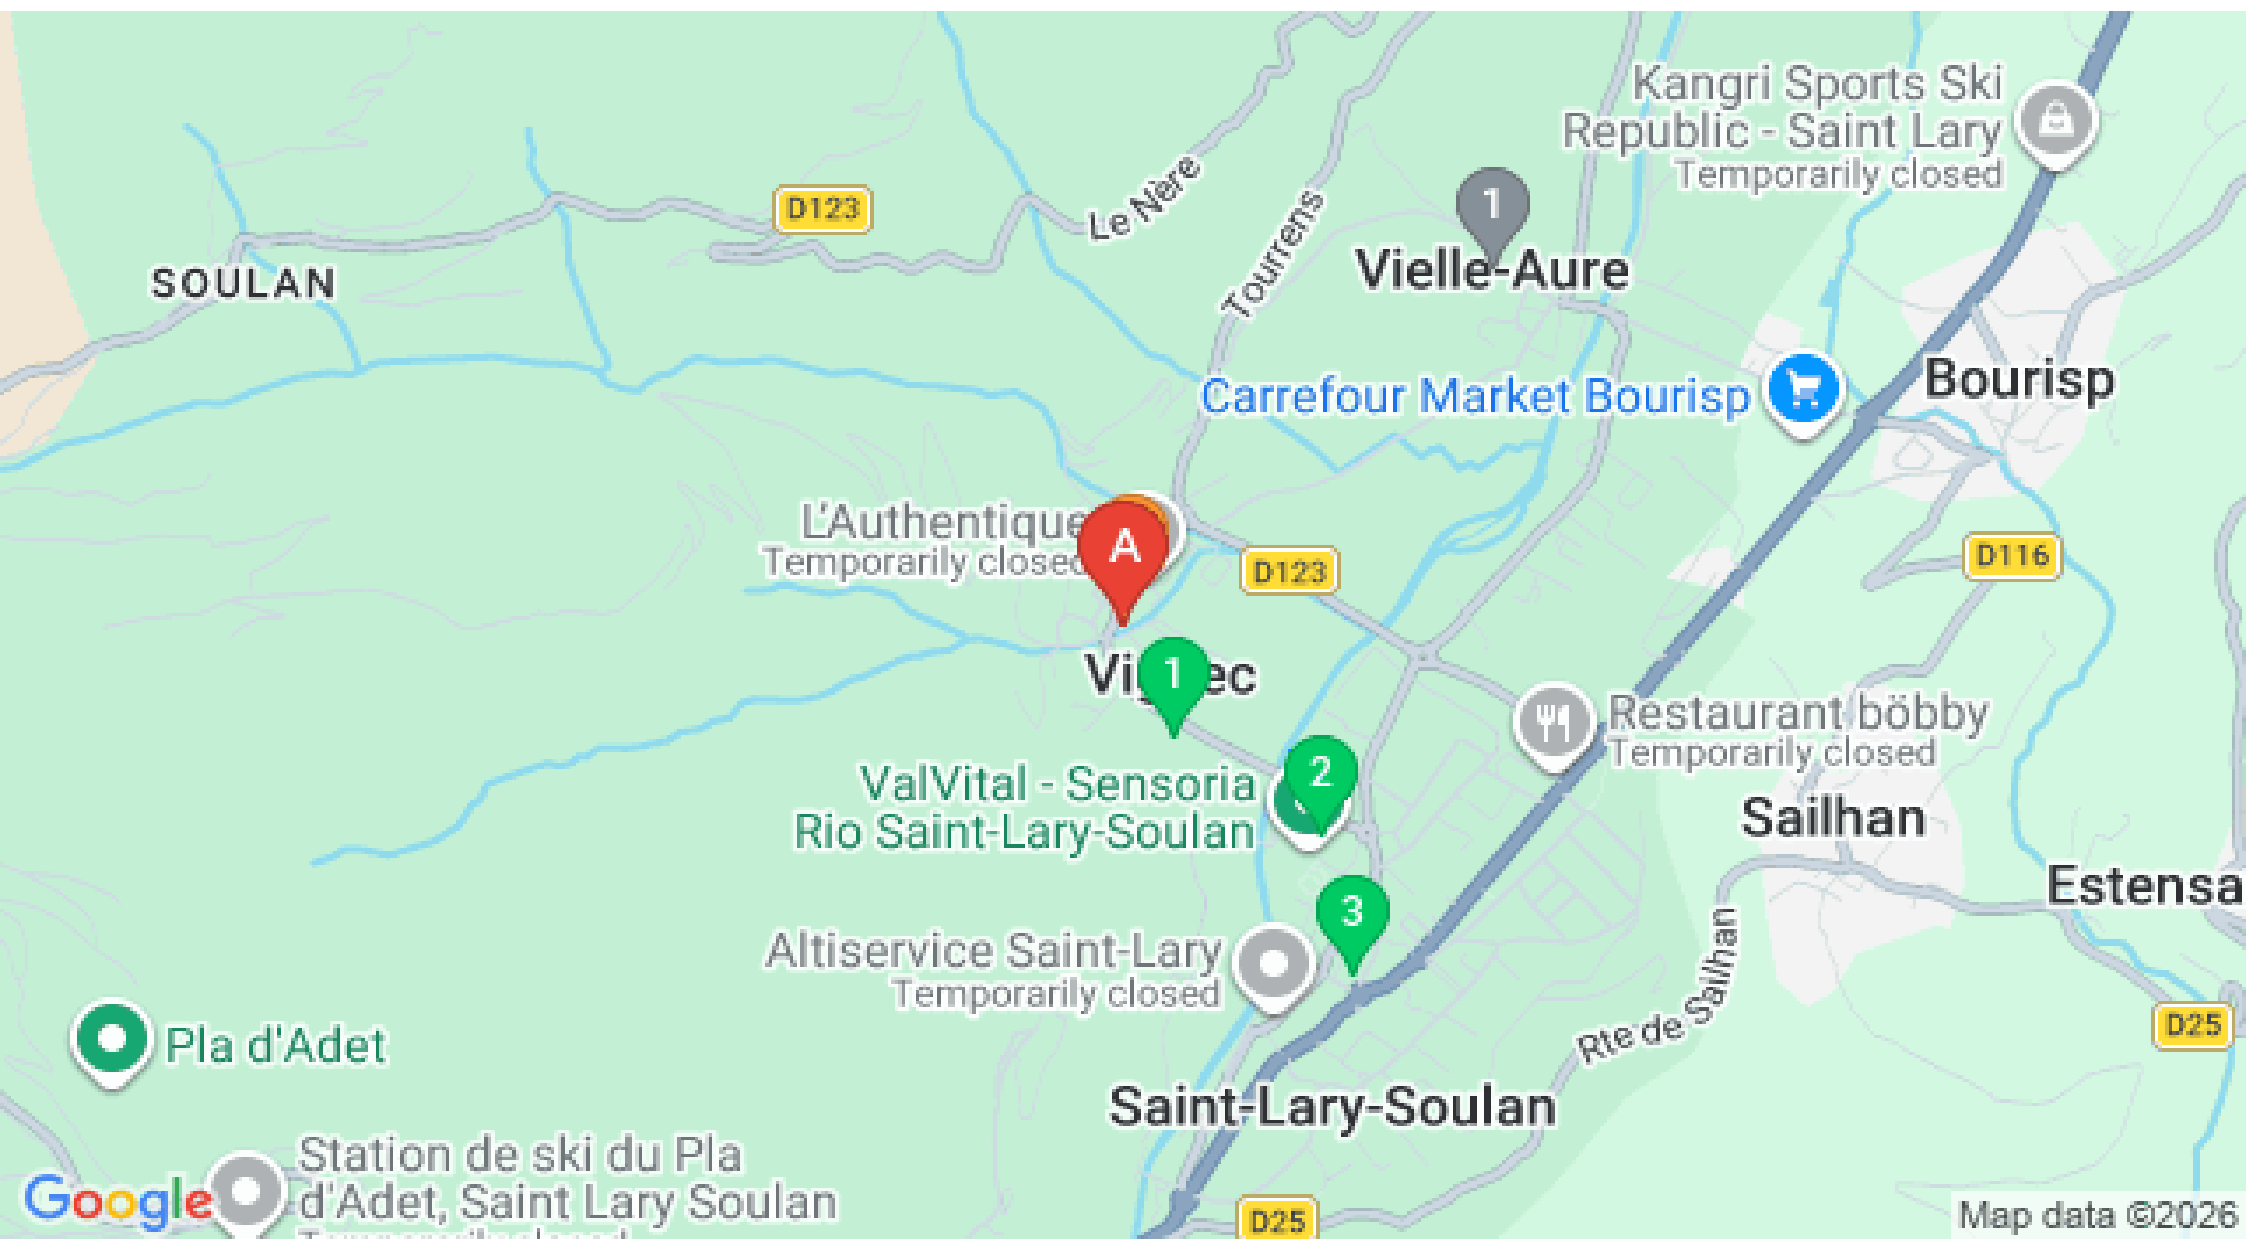 Kangri Sports Ski
Republic - Saint Lary
Temporarily closed
Le Nère
D123
1
Tourrens
Vielle-Aure
SOULAN
Carrefour Market Bourisp
Bourisp
L'Authentique
Temporarily closed
A
D123
D116
1
Restaurant böbby
Temporarily closed
2
ValVital - Sensoria
Rio Saint-Lary-Soulan
Sailhan
Estensa
3
Altiservice Saint-Lary
Temporarily closed
Rte de Sailhan
D25
Pla d'Adet
Saint-Lary-Soulan
Station de ski du Pla
d'Adet, Saint Lary Soulan
Google
D25
Map data ©2026